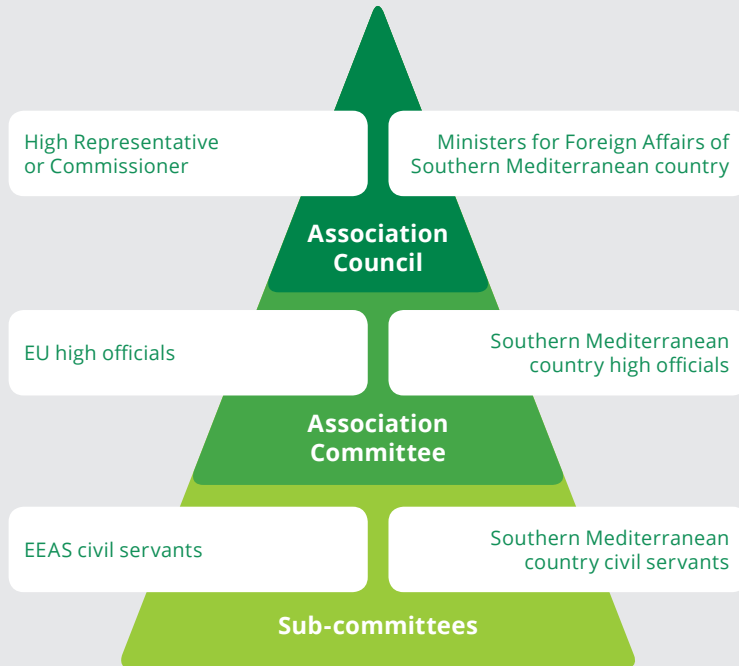 High Representative
or Commissioner
Ministers for Foreign Affairs of
Southern Mediterranean country
Association
Council
EU high officials
Southern Mediterranean
country high officials
Association
Committee
EEAS civil servants
Southern Mediterranean
country civil servants
Sub-committees